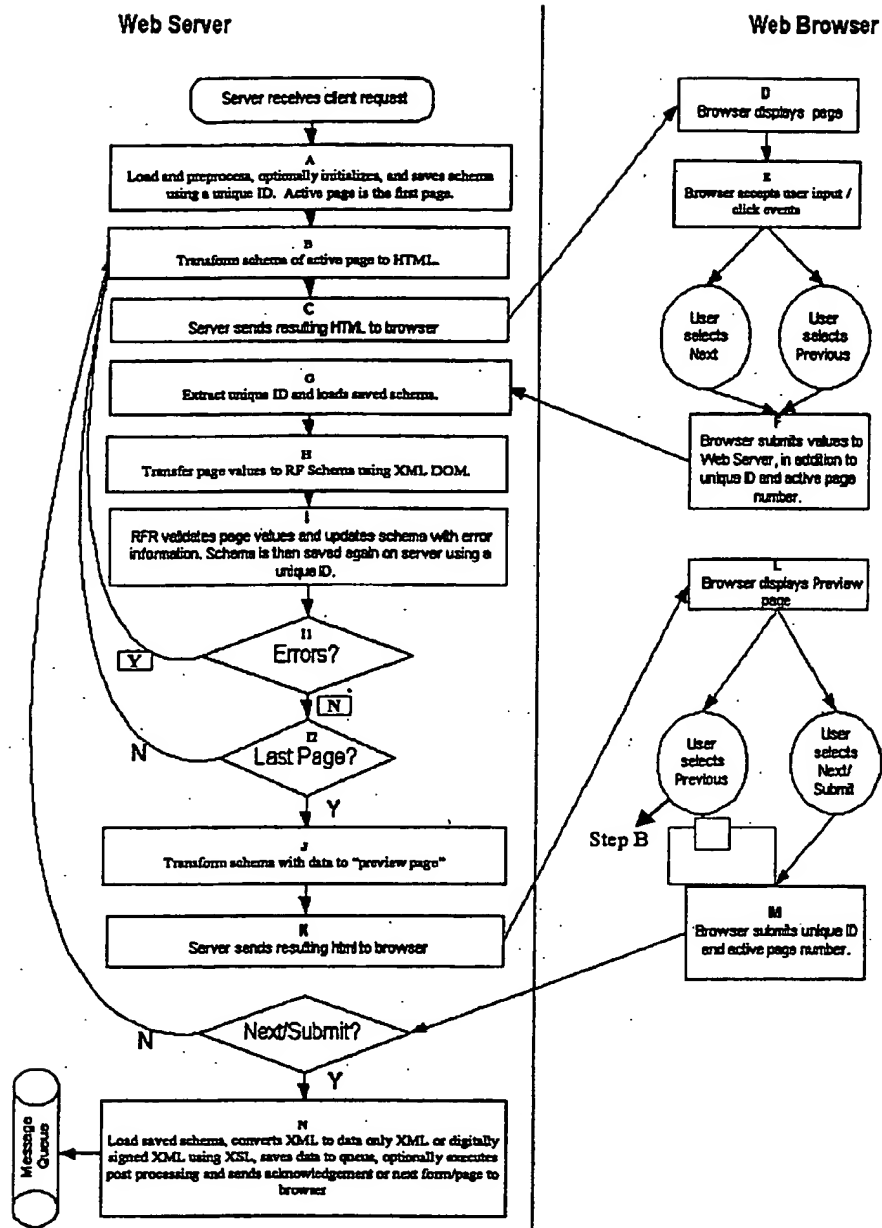 Web Server
Server receives client request
A
Load and preprocess, optionally initializes, and saves schema
using a unique ID. Active page is the first page.
B
Transform schema of active page to HTML.
C
Server sends resulting HTML to browser
G
Extract unique ID and loads saved schema.
H
Transfer page values to RF Schema using XML DOM.
I
RFR validates page values and updates schema with error
information. Schema is then saved again on server using a
unique ID.
I1
Errors?
Y
N
I2
Last Page?
N
Y
J
Transform schema with data to "preview page"
K
Server sends resulting html to browser
Next/Submit?
N
Y
N
Load saved schema, converts XML to data only XML or digitally
signed XML using XSL, saves data to queue, optionally executes
post processing and sends acknowledgement or next form/page to
browser
Message
Queue
Web Browser
D
Browser displays page
E
Browser accepts user input /
click events
User
selects
Next
User
selects
Previous
F
Browser submits values to
Web Server, in addition to
unique ID and active page
number.
L
Browser displays Preview
page
User
selects
Previous
User
selects
Next/
Submit
Step B
M
Browser submits unique ID
and active page number.